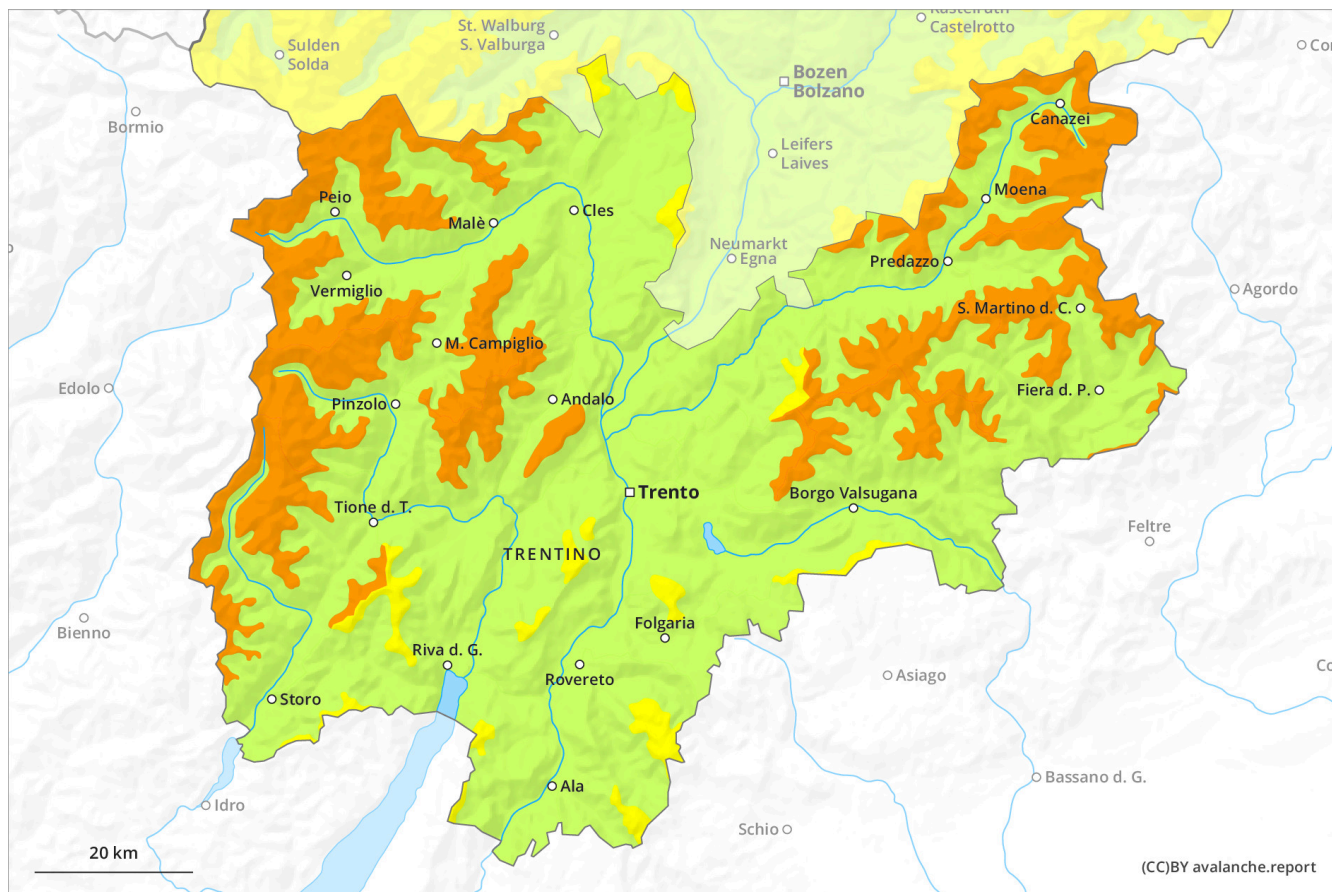 Kastelruth
Castelrotto
St. Walburg
S. Valburga
Sulden
Solda
Bozen
Bolzano
Bormio
Canazei
Leifers
Laives
Moena
Peio
Malè
Cles
Neumarkt
Egna
Predazzo
Vermiglio
Agordo
S. Martino d. C.
M. Campiglio
Edolo
Pinzolo
Andalo
Fiera d. P.
Trento
Borgo Valsugana
Tione d. T.
Feltre
TRENTINO
Bienno
Folgaria
Riva d. G.
Rovereto
Asiago
Storo
Bassano d. G.
Ala
Idro
Schio
20 km
(CC)BY avalanche.report